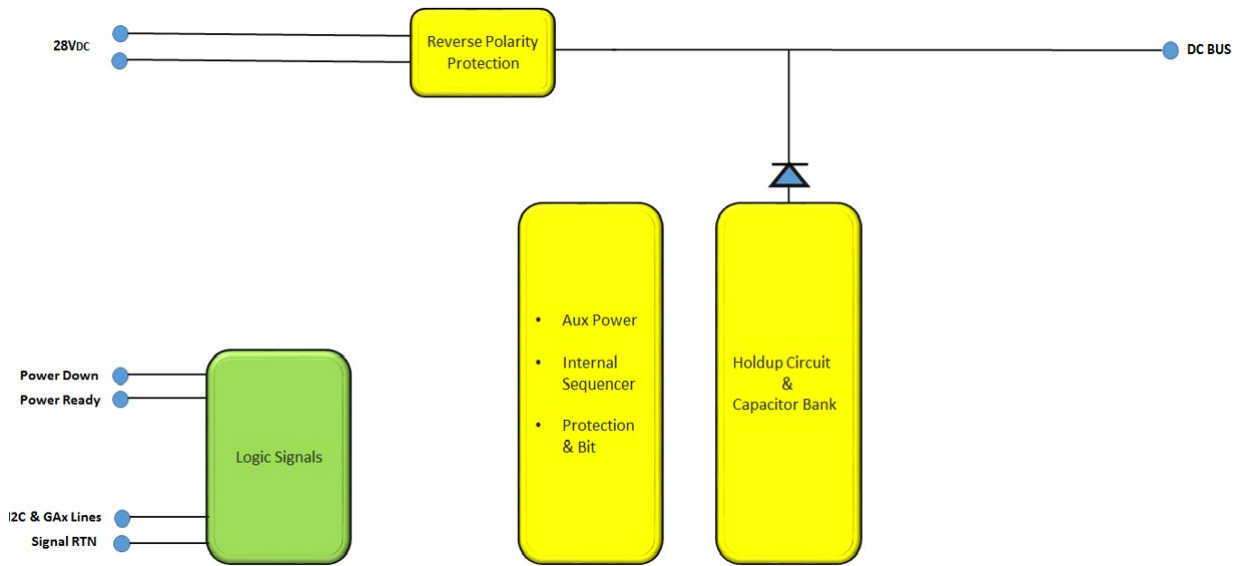 28VDC
Reverse Polarity
Protection
DC BUS
• Aux Power
• Internal
Sequencer
• Protection
& Bit
Holdup Circuit
&
Capacitor Bank
Power Down
Power Ready
Logic Signals
I2C & GAx Lines
Signal RTN